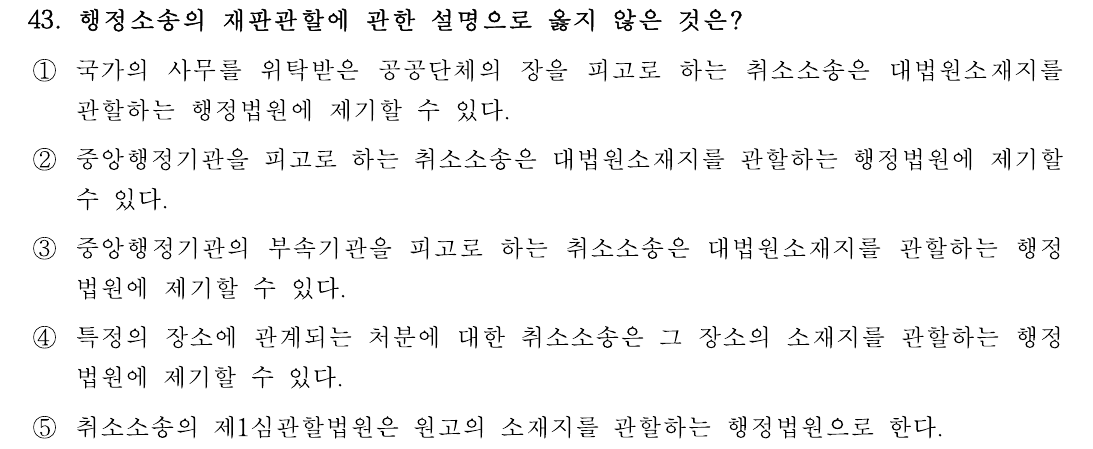 43. 행정소송의 재판관할에 관한 설명으로 옳지 않은 것은?
① 국가의 사무를 위탁받은 공공단체의 장을 피고로 하는 취소소송은 대법원소재지를
관할하는 행정법원에 제기할 수 있다.
② 중앙행정기관을 피고로 하는 취소소송은 대법원소재지를 관할하는 행정법원에 제기할
수 있다.
③ 중앙행정기관의 부속기관을 피고로 하는 취소소송은 대법원소재지를 관할하는 행정
법원에 제기할 수 있다.
④ 특정의 장소에 관계되는 처분에 대한 취소소송은 그 장소의 소재지를 관할하는 행정
법원에 제기할 수 있다.
⑤ 취소소송의 제1심관할법원은 원고의 소재지를 관할하는 행정법원으로 한다.